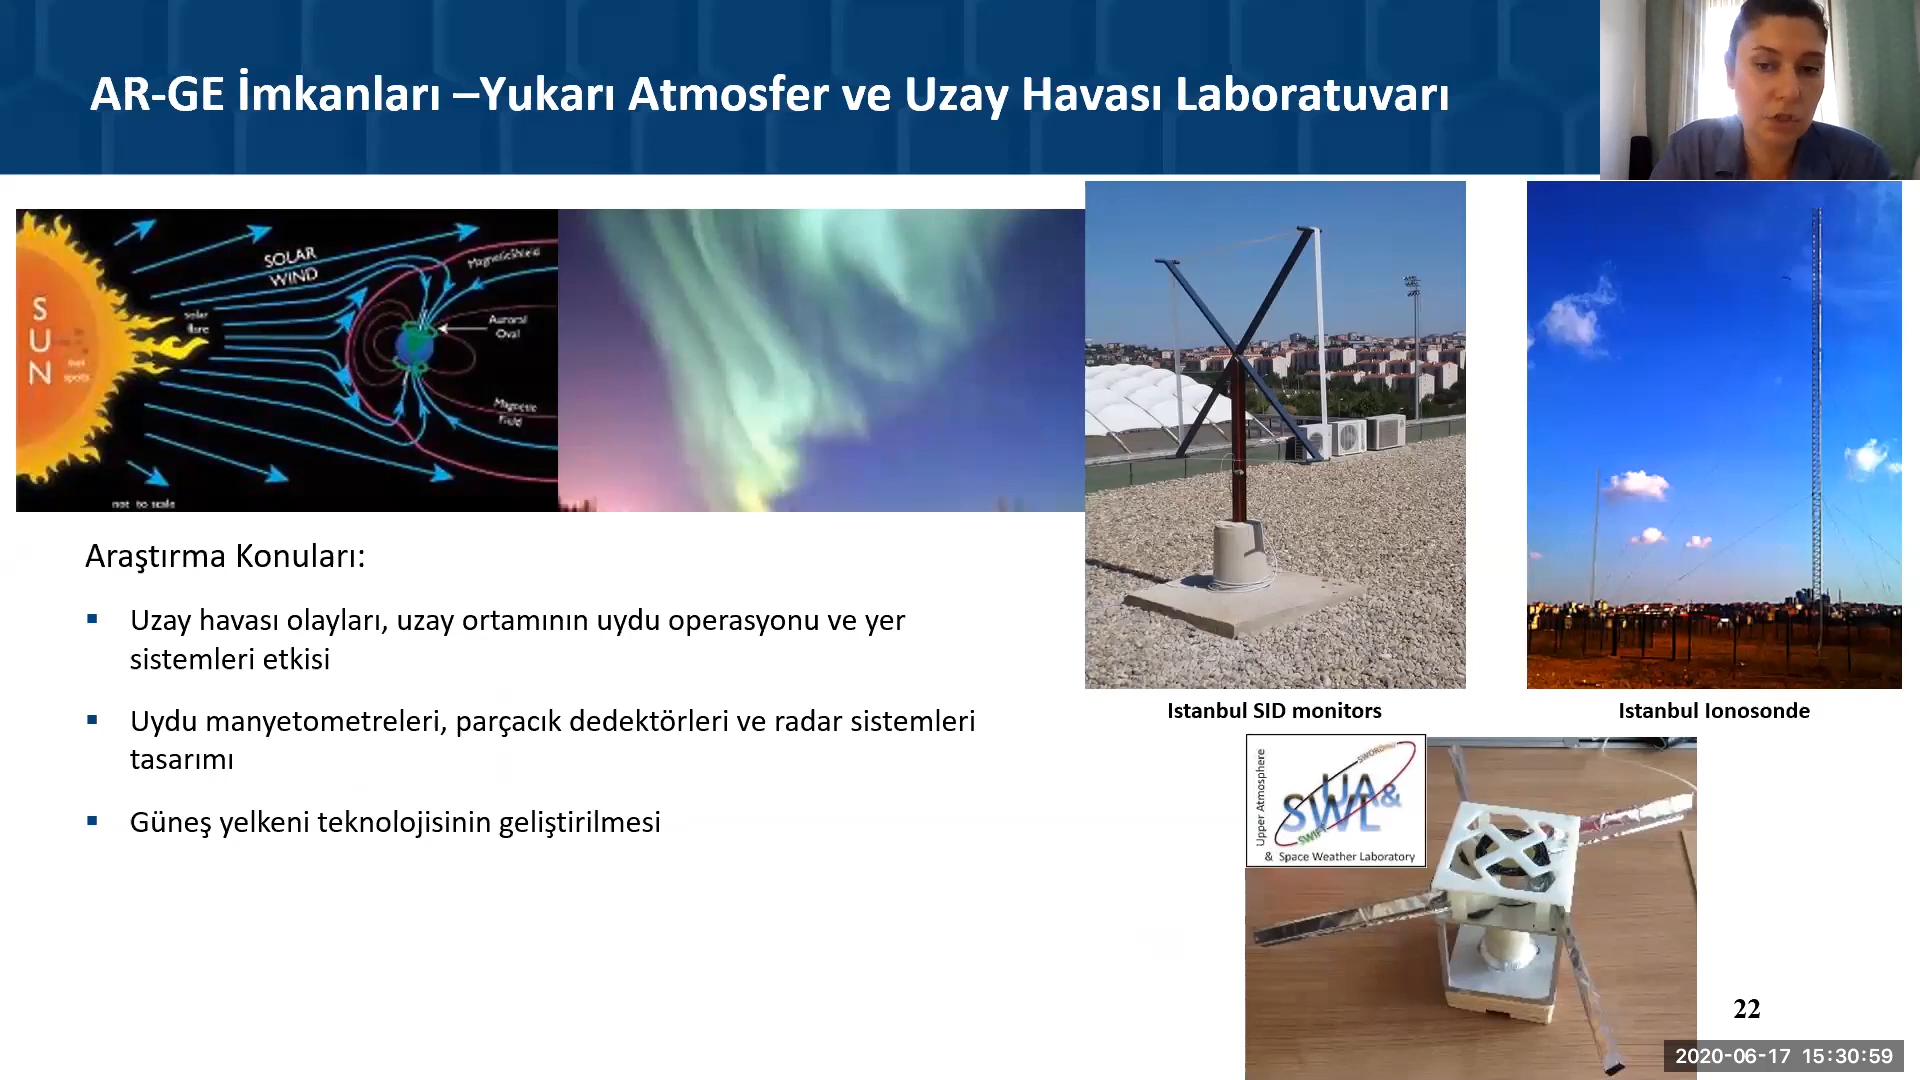 AR-GE İmkanları –Yukarı Atmosfer ve Uzay Havası Laboratuvarı
SUN
sun
spots
solar
flare
SOLAR
WIND
Magnetic Shield
Auroral
Oval
Magnetic
Field
not to scale
Araştırma Konuları:
Uzay havası olayları, uzay ortamının uydu operasyonu ve yer
sistemleri etkisi
Uydu manyetometreleri, parçacık dedektörleri ve radar sistemleri
tasarımı
Güneş yelkeni teknolojisinin geliştirilmesi
Istanbul SID monitors
Istanbul Ionosonde
Upper Atmosphere
UA&
SWL
SWIFT
& Space Weather Laboratory
22
2020-06-17 15:30:59